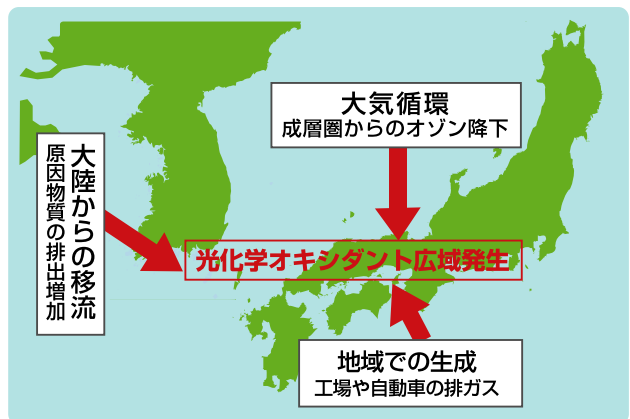 大気循環
成層圏からのオゾン降下
大陸からの移流
原因物質の排出増加
光化学オキシダント広域発生
地域での生成
工場や自動車の排ガス